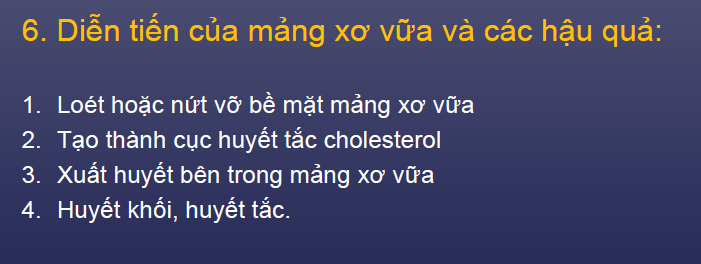 6. Diễn tiến của mảng xơ vữa và các hậu quả:
1. Loét hoặc nứt vỡ bề mặt mảng xơ vữa
2. Tạo thành cục huyết tắc cholesterol
3. Xuất huyết bên trong mảng xơ vữa
4. Huyết khối, huyết tắc.